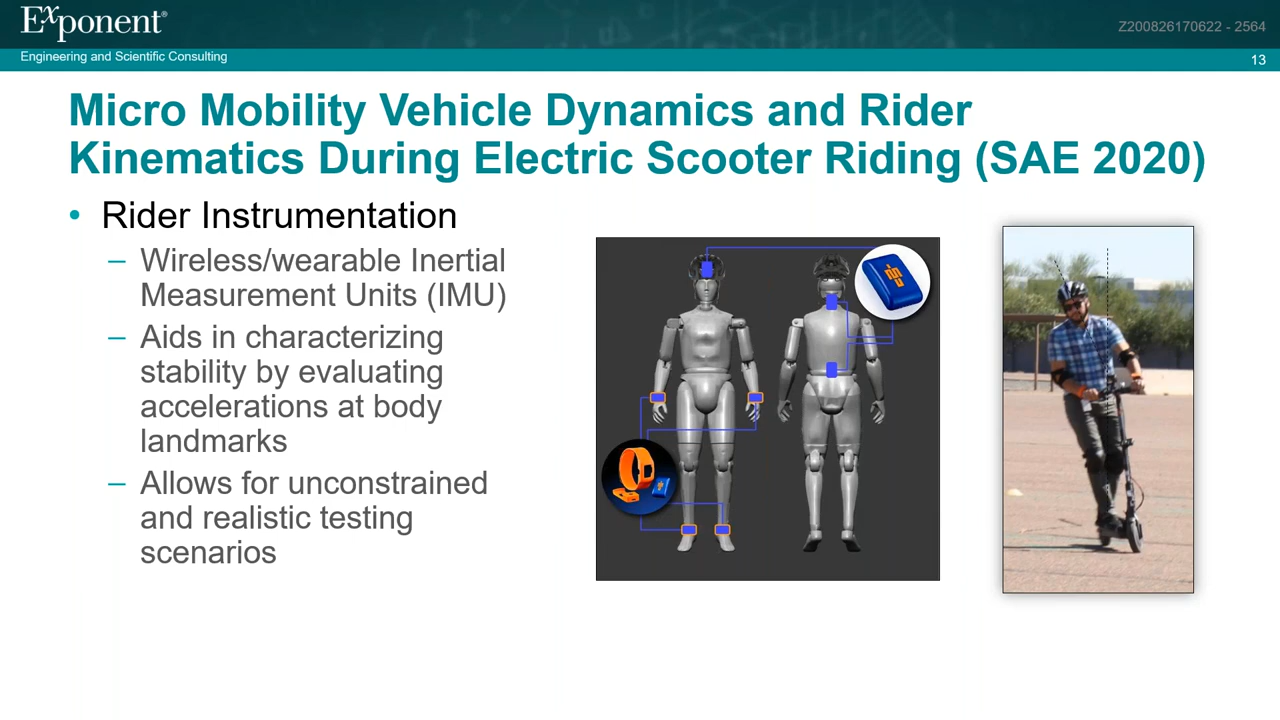 Exponent®
Engineering and Scientific Consulting
Z200826170622 - 2564
13
Micro Mobility Vehicle Dynamics and Rider
Kinematics During Electric Scooter Riding (SAE 2020)
• Rider Instrumentation
– Wireless/wearable Inertial
Measurement Units (IMU)
– Aids in characterizing
stability by evaluating
accelerations at body
landmarks
– Allows for unconstrained
and realistic testing
scenarios